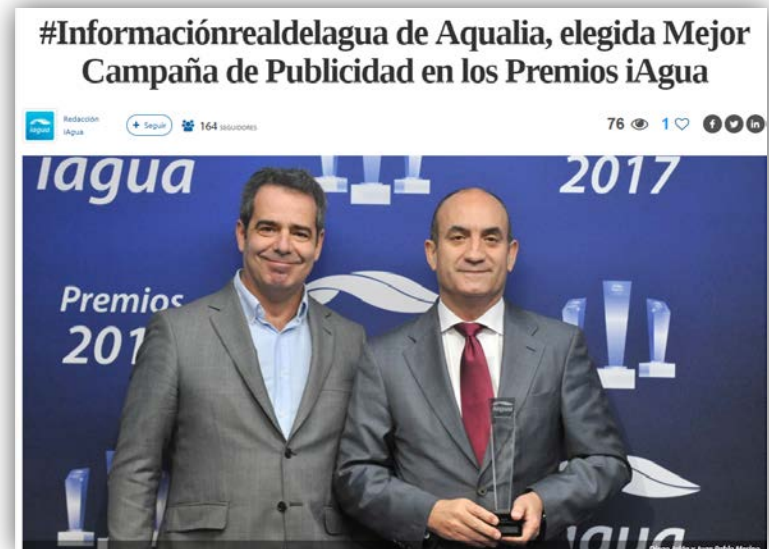 #Informaciónrealdelagua de Aqualia, elegida Mejor
Campaña de Publicidad en los Premios iAgua
iagua
Redacción
iAgua
+ Seguir
164 SEGUIDORES
76
1
iagua
2017
Premios
201
iagua